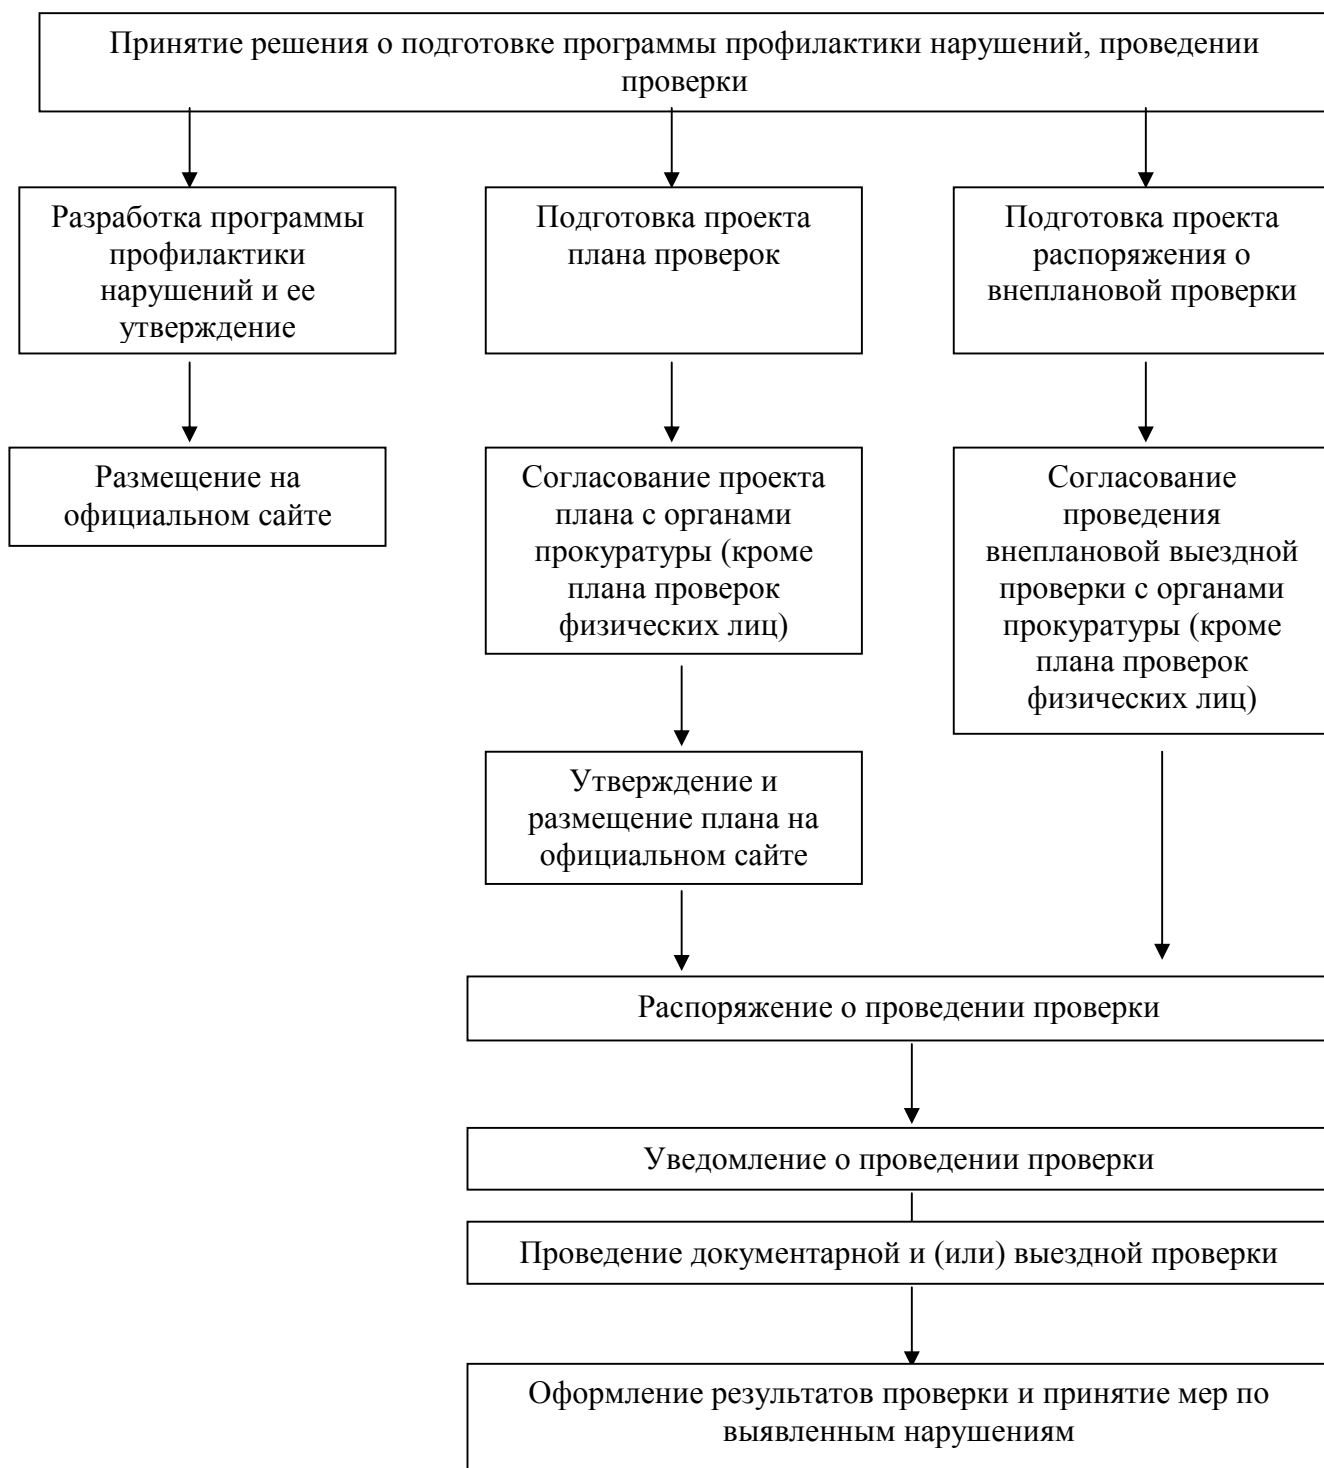 Принятие решения о подготовке программы профилактики нарушений, проведении
проверки
Разработка программы
профилактики
нарушений и ее
утверждение
Подготовка проекта
плана проверок
Подготовка проекта
распоряжения о
внеплановой проверки
Размещение на
официальном сайте
Согласование проекта
плана с органами
прокуратуры (кроме
плана проверок
физических лиц)
Согласование
проведения
внеплановой выездной
проверки с органами
прокуратуры (кроме
плана проверок
физических лиц)
Утверждение и
размещение плана на
официальном сайте
Распоряжение о проведении проверки
Уведомление о проведении проверки
Проведение документарной и (или) выездной проверки
Оформление результатов проверки и принятие мер по
выявленным нарушениям